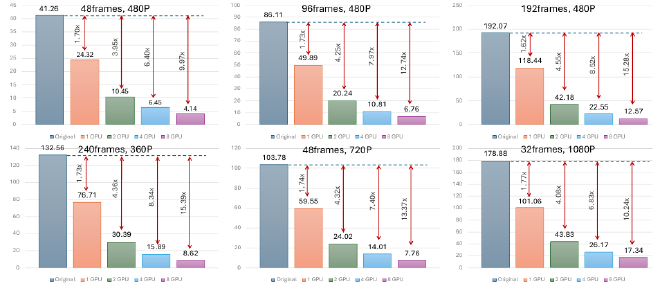 48frames, 480P
41.26
24.32
10.45
6.45
4.14
1.70x
3.95x
6.40x
9.97x
Original 1 GPU 2 GPU 4 GPU 8 GPU
96frames, 480P
86.11
49.89
20.24
10.81
6.76
1.73x
4.25x
7.97x
12.74x
Original 1 GPU 2 GPU 4 GPU 8 GPU
192frames, 480P
192.07
118.44
42.18
22.55
12.57
1.62x
4.55x
8.52x
15.28x
Original 1 GPU 2 GPU 4 GPU 8 GPU
240frames, 360P
132.56
76.71
30.39
15.89
8.62
1.73x
4.36x
8.34x
15.39x
Original 1 GPU 2 GPU 4 GPU 8 GPU
48frames, 720P
103.78
59.55
24.02
14.01
7.76
1.74x
4.32x
7.40x
13.37x
Original 1 GPU 2 GPU 4 GPU 8 GPU
32frames, 1080P
178.88
101.06
43.83
26.17
17.34
1.77x
4.08x
6.83x
10.24x
Original 1 GPU 2 GPU 4 GPU 8 GPU